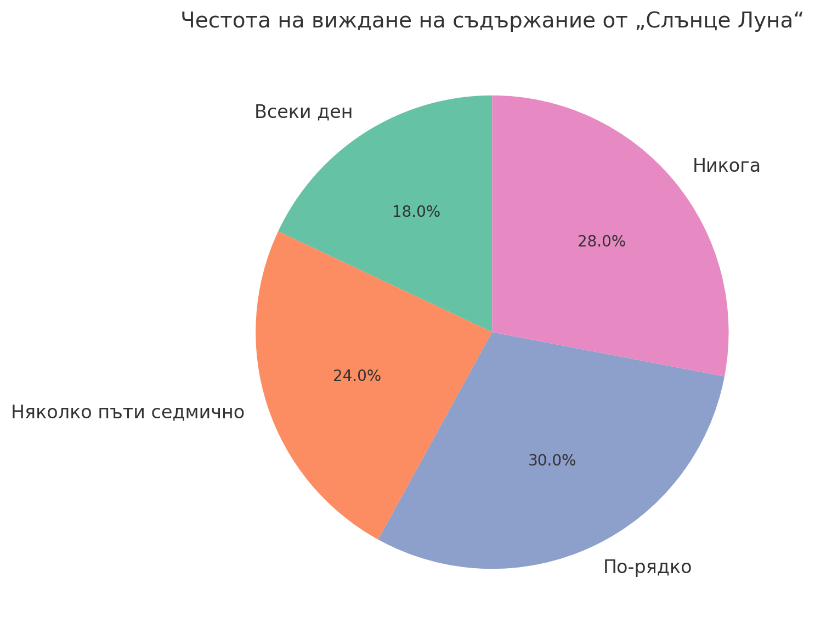 Честота на виждане на съдържание от „Слънце Луна“
Всеки ден
Никога
18.0%
28.0%
24.0%
Няколко пъти седмично
30.0%
По-рядко